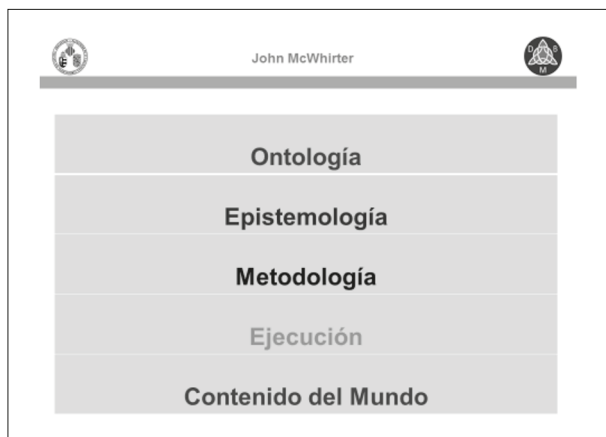 John McWhirter
D B
M
Ontología
Epistemología
Metodología
Ejecución
Contenido del Mundo